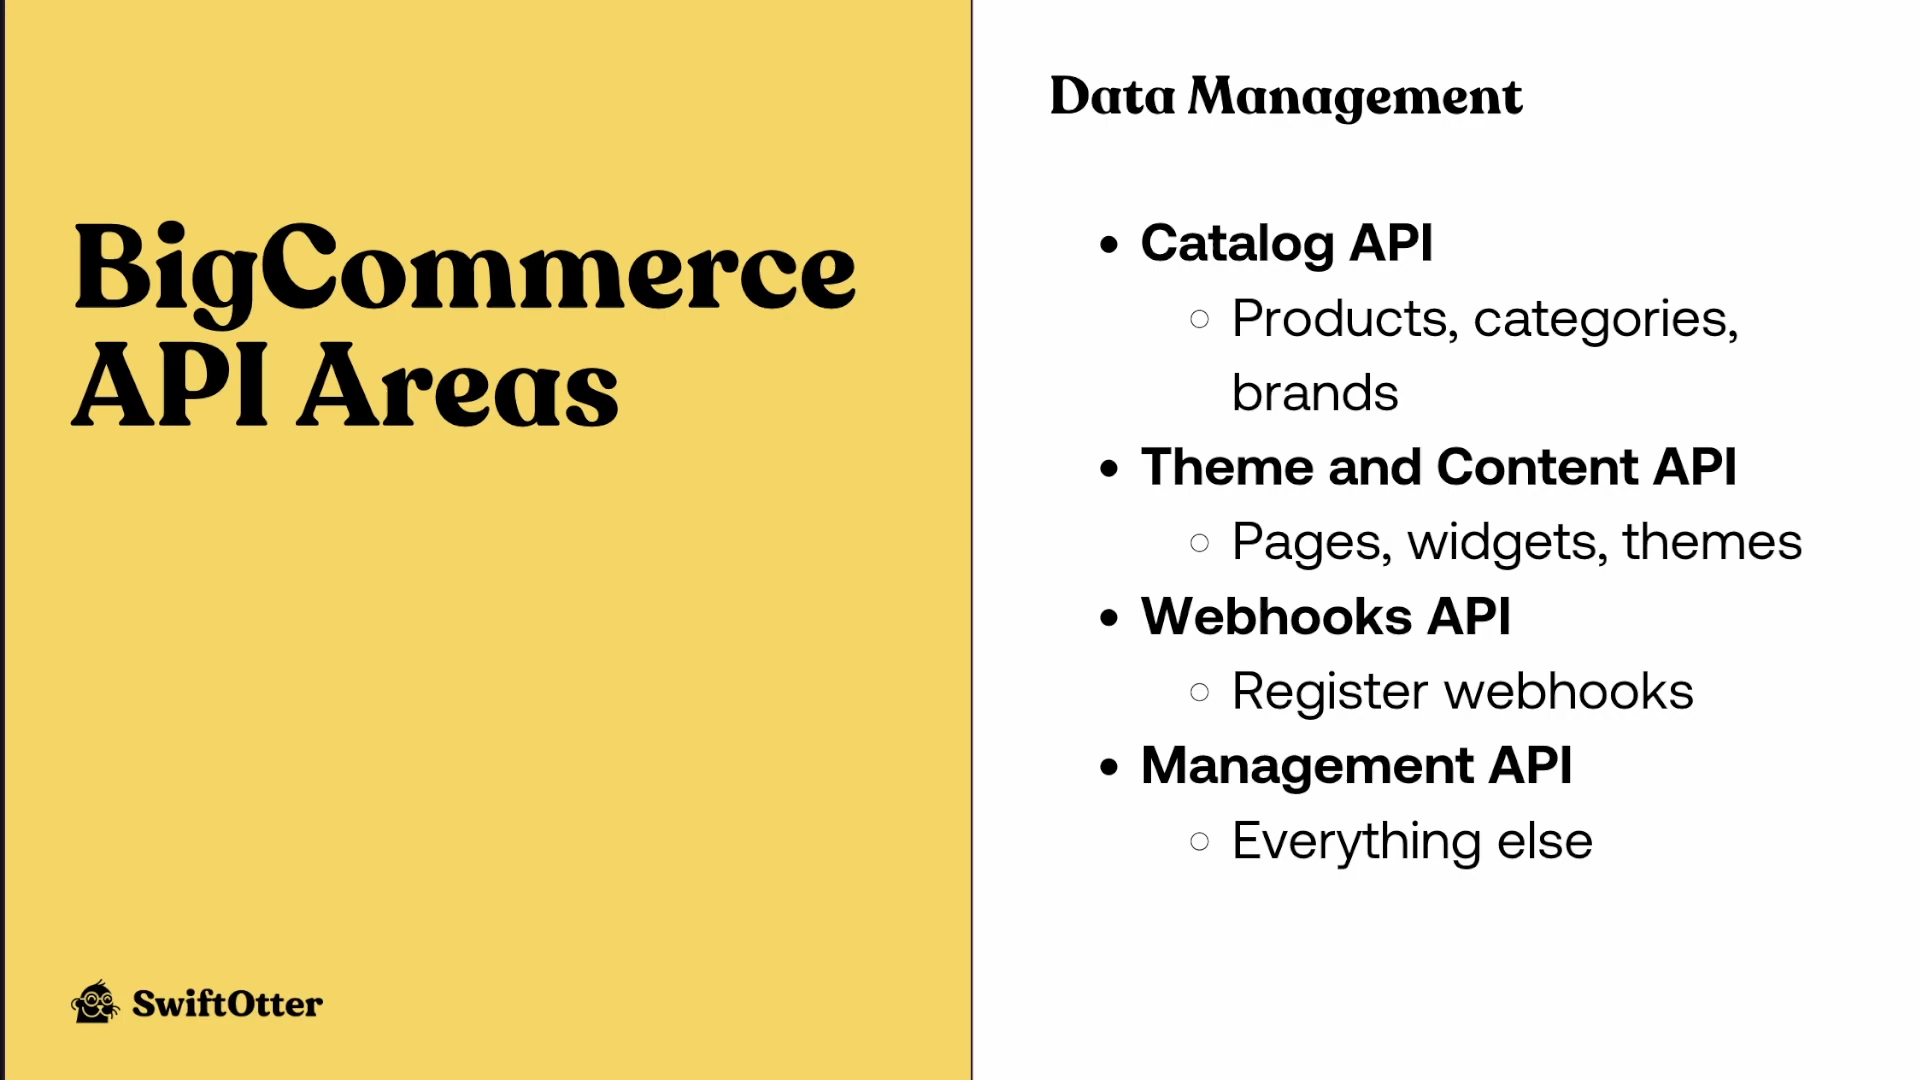 BigCommerce
API Areas
SwiftOtter
Data Management
• Catalog API
○ Products, categories,
brands
• Theme and Content API
○ Pages, widgets, themes
• Webhooks API
○ Register webhooks
• Management API
○ Everything else